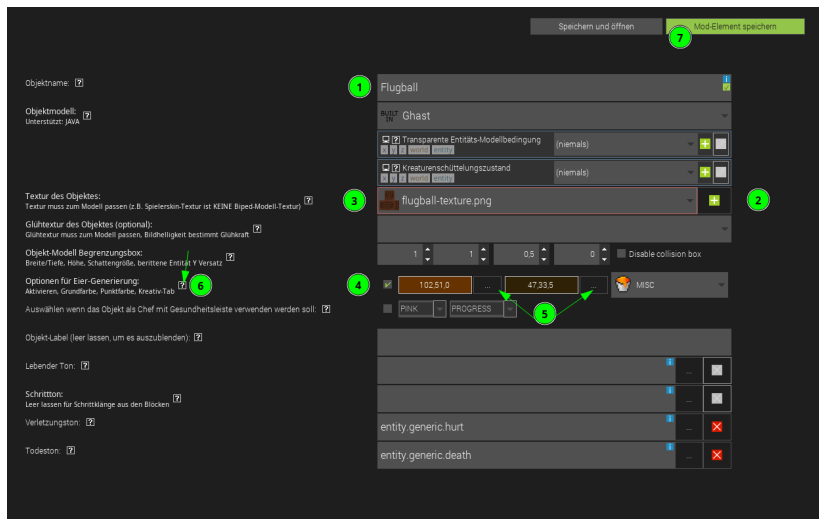 Speichern und öffnen
Mod-Element speichern
7
Objektname: ?
1
Flugball
Objektmodell: ?
Unterstützt: JAVA
BUILT IN Ghast
? Transparente Entitäts-Modellbedingung
x y z world entity
(niemals)
? Kreaturenschüttelungszustand
x y z world entity
(niemals)
Textur des Objektes: ?
Textur muss zum Modell passen (z.B. Spielerskin-Textur ist KEINE Biped-Modell-Textur)
3
flugball-texture.png
2
Glühtextur des Objektes (optional): ?
Glühtextur muss zum Modell passen, Bildhelligkeit bestimmt Glühkraft
Objekt-Modell Begrenzungsbox: ?
Breite/Tiefe, Höhe, Schattengröße, berittene Entität Y Versatz
1 1 0,5 0 Disable collision box
Optionen für Eier-Generierung: ?
Aktivieren, Grundfarbe, Punktfarbe, Kreativ-Tab
6
4
102,51,0 ... 47,33,5 ... MISC
Auswählen wenn das Objekt als Chef mit Gesundheitsleiste verwenden werden soll: ?
PINK PROGRESS
5
Objekt-Label (leer lassen, um es auszublenden): ?
Lebender Ton: ?
...
Schrittton: ?
Leer lassen für Schrittklänge aus den Blöcken
...
Verletzungston: ?
entity.generic.hurt
...
Todeston: ?
entity.generic.death
...